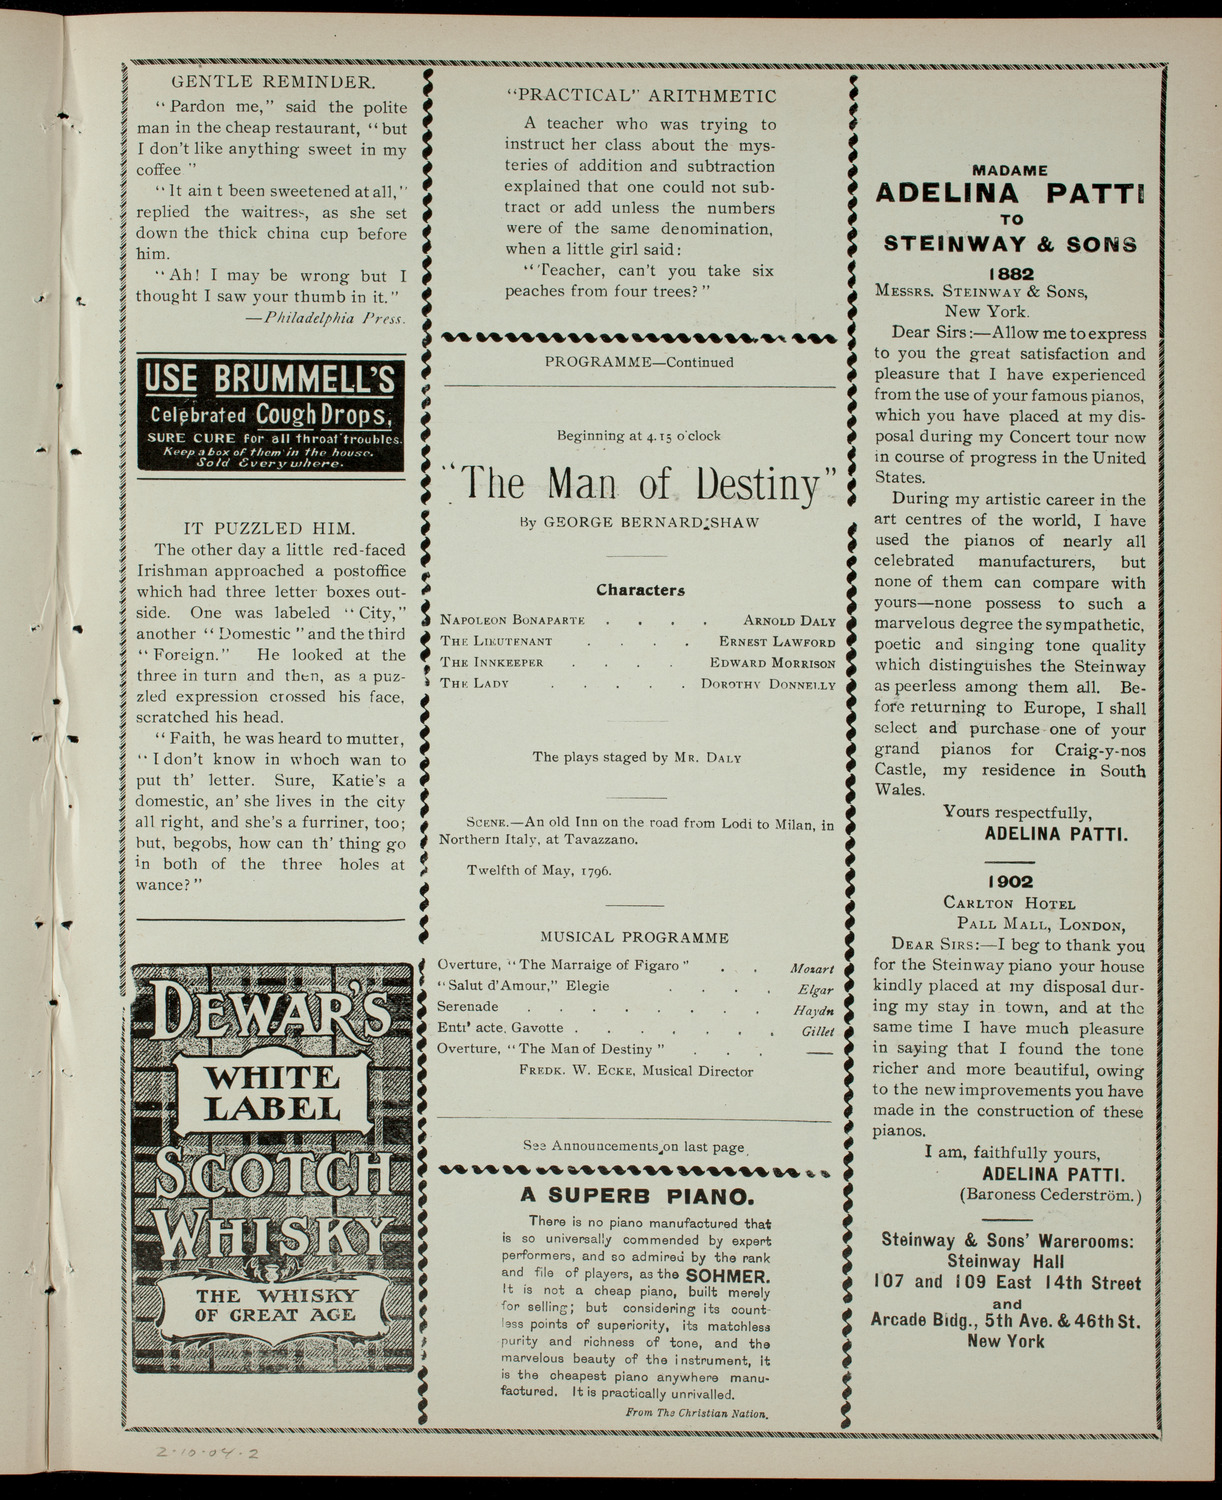 GENTLE REMINDER.
“Pardon me,” said the polite
man in the cheap restaurant, “but
I don't like anything sweet in my
coffee ”
“It ain t been sweetened at all,”
replied the waitress, as she set
down the thick china cup before
him.
“Ah! I may be wrong but I
thought I saw your thumb in it.”
—Philadelphia Press.
USE BRUMMELL'S
Celebrated Cough Drops,
SURE CURE for all throat troubles.
Keep a box of them in the house.
Sold Everywhere.
IT PUZZLED HIM.
The other day a little red-faced
Irishman approached a postoffice
which had three letter boxes out-
side. One was labeled “City,”
another “Domestic” and the third
“Foreign.” He looked at the
three in turn and then, as a puz-
zled expression crossed his face,
scratched his head.
“Faith, he was heard to mutter,
“I don't know in whoch wan to
put th' letter. Sure, Katie's a
domestic, an' she lives in the city
all right, and she's a furriner, too;
but, begobs, how can th' thing go
in both of the three holes at
wance?”
DEWAR'S
WHITE
LABEL
SCOTCH
WHISKY
THE WHISKY
OF GREAT AGE
“PRACTICAL” ARITHMETIC
A teacher who was trying to
instruct her class about the mys-
teries of addition and subtraction
explained that one could not sub-
tract or add unless the numbers
were of the same denomination,
when a little girl said:
“Teacher, can't you take six
peaches from four trees?”
PROGRAMME—Continued
Beginning at 4.15 o'clock
“The Man of Destiny”
By GEORGE BERNARD SHAW
Characters
NAPOLEON BONAPARTE . . . . ARNOLD DALY
THE LIEUTENANT . . . . ERNEST LAWFORD
THE INNKEEPER . . . . EDWARD MORRISON
THE LADY . . . . . DOROTHY DONNELLY
The plays staged by MR. DALY
SCENE.—An old Inn on the road from Lodi to Milan, in
Northern Italy, at Tavazzano.
Twelfth of May, 1796.
MUSICAL PROGRAMME
Overture, “The Marraige of Figaro” . . Mozart
“Salut d'Amour,” Elegie . . . . Elgar
Serenade . . . . . . . . Haydn
Entr' acte, Gavotte . . . . . . . Gillet
Overture, “The Man of Destiny” . . . —
FREDK. W. ECKE, Musical Director
See Announcements on last page
A SUPERB PIANO.
There is no piano manufactured that
is so universally commended by expert
performers, and so admired by the rank
and file of players, as the SOHMER.
It is not a cheap piano, built merely
for selling; but considering its count-
less points of superiority, its matchless
purity and richness of tone, and the
marvelous beauty of the instrument, it
is the cheapest piano anywhere manu-
factured. It is practically unrivalled.
From The Christian Nation.
MADAME
ADELINA PATTI
TO
STEINWAY & SONS
1882
MESSRS. STEINWAY & SONS,
New York.
Dear Sirs:—Allow me to express
to you the great satisfaction and
pleasure that I have experienced
from the use of your famous pianos,
which you have placed at my dis-
posal during my Concert tour now
in course of progress in the United
States.
During my artistic career in the
art centres of the world, I have
used the pianos of nearly all
celebrated manufacturers, but
none of them can compare with
yours—none possess to such a
marvelous degree the sympathetic,
poetic and singing tone quality
which distinguishes the Steinway
as peerless among them all. Be-
fore returning to Europe, I shall
select and purchase one of your
grand pianos for Craig-y-nos
Castle, my residence in South
Wales.
Yours respectfully,
ADELINA PATTI.
1902
CARLTON HOTEL
PALL MALL, LONDON,
DEAR SIRS:—I beg to thank you
for the Steinway piano your house
kindly placed at my disposal dur-
ing my stay in town, and at the
same time I have much pleasure
in saying that I found the tone
richer and more beautiful, owing
to the new improvements you have
made in the construction of these
pianos.
I am, faithfully yours,
ADELINA PATTI.
(Baroness Cederström.)
Steinway & Sons' Warerooms:
Steinway Hall
107 and 109 East 14th Street
and
Arcade Bldg., 5th Ave. & 46th St.
New York
2-10-04-2